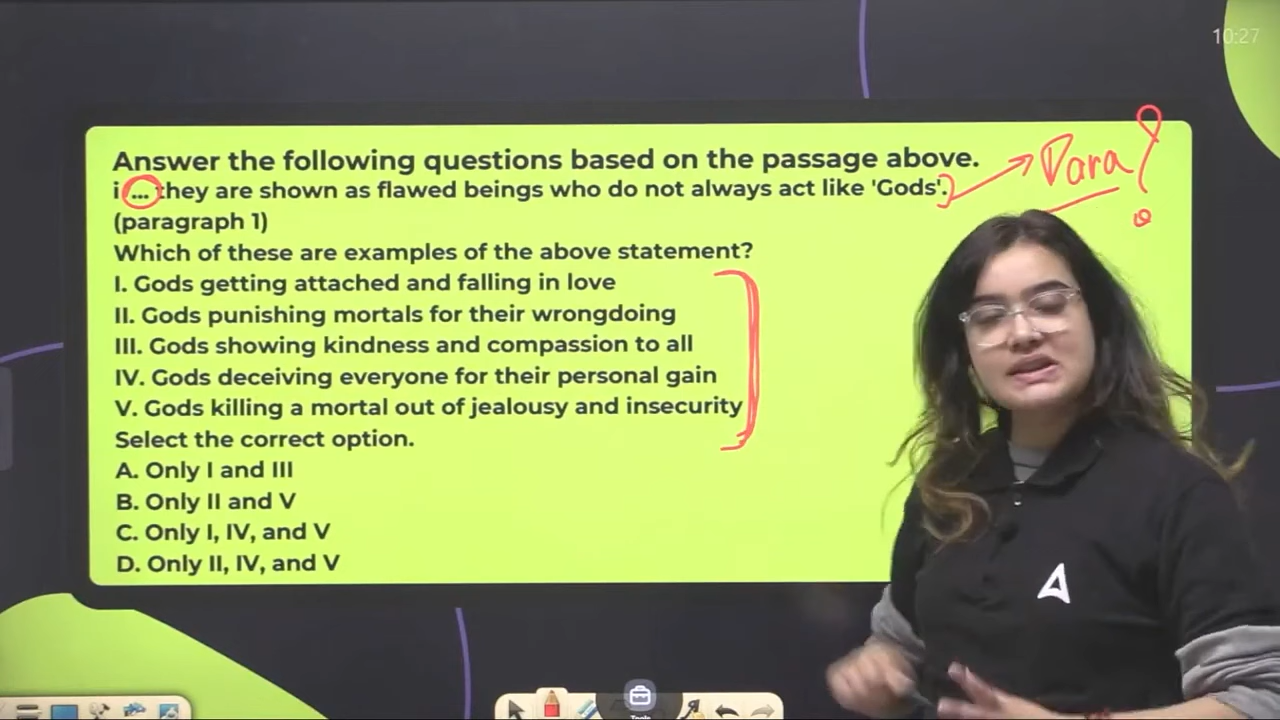 10:27
Answer the following questions based on the passage above.
i ... they are shown as flawed beings who do not always act like 'Gods'.
Para
(paragraph 1)
Which of these are examples of the above statement?
I. Gods getting attached and falling in love
II. Gods punishing mortals for their wrongdoing
III. Gods showing kindness and compassion to all
IV. Gods deceiving everyone for their personal gain
V. Gods killing a mortal out of jealousy and insecurity
Select the correct option.
A. Only I and III
B. Only II and V
C. Only I, IV, and V
D. Only II, IV, and V
Tools